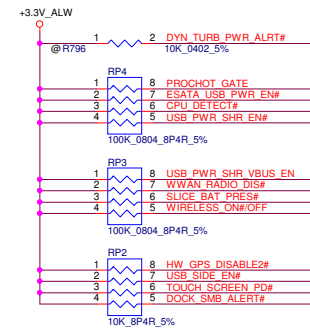 +3.3V_ALW
@ R796 1 2 DYN_TURB_PWR_ALRT#
10K_0402_5%
RP4
1 8 PROCHOT_GATE
2 7 ESATA_USB_PWR_EN#
3 6 CPU_DETECT#
4 5 USB_PWR_SHR_EN#
100K_0804_8P4R_5%
RP3
1 8 USB_PWR_SHR_VBUS_EN
2 7 WWAN_RADIO_DIS#
3 6 SLICE_BAT_PRES#
4 5 WIRELESS_ON#/OFF
100K_0804_8P4R_5%
RP2
1 8 HW_GPS_DISABLE2#
2 7 USB_SIDE_EN#
3 6 TOUCH_SCREEN_PD#
4 5 DOCK_SMB_ALERT#
10K_8P4R_5%